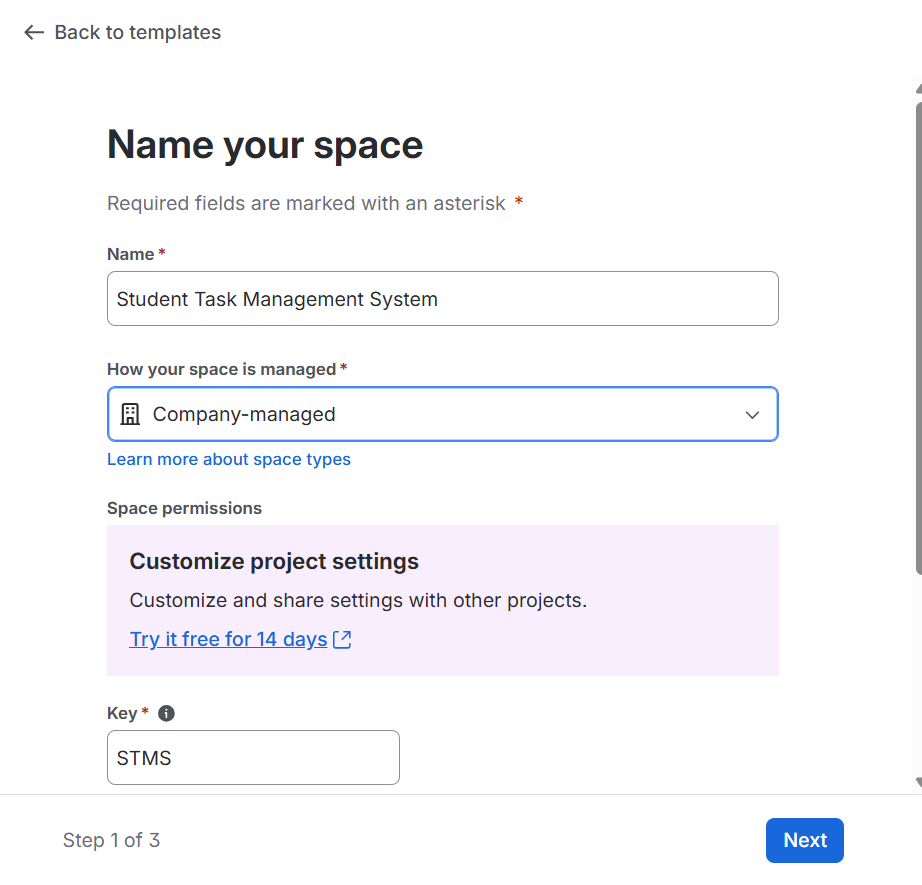 Back to templates
Name your space
Required fields are marked with an asterisk *
Name *
Student Task Management System
How your space is managed *
Company-managed
Learn more about space types
Space permissions
Customize project settings
Customize and share settings with other projects.
Try it free for 14 days
Key *
STMS
Step 1 of 3
Next